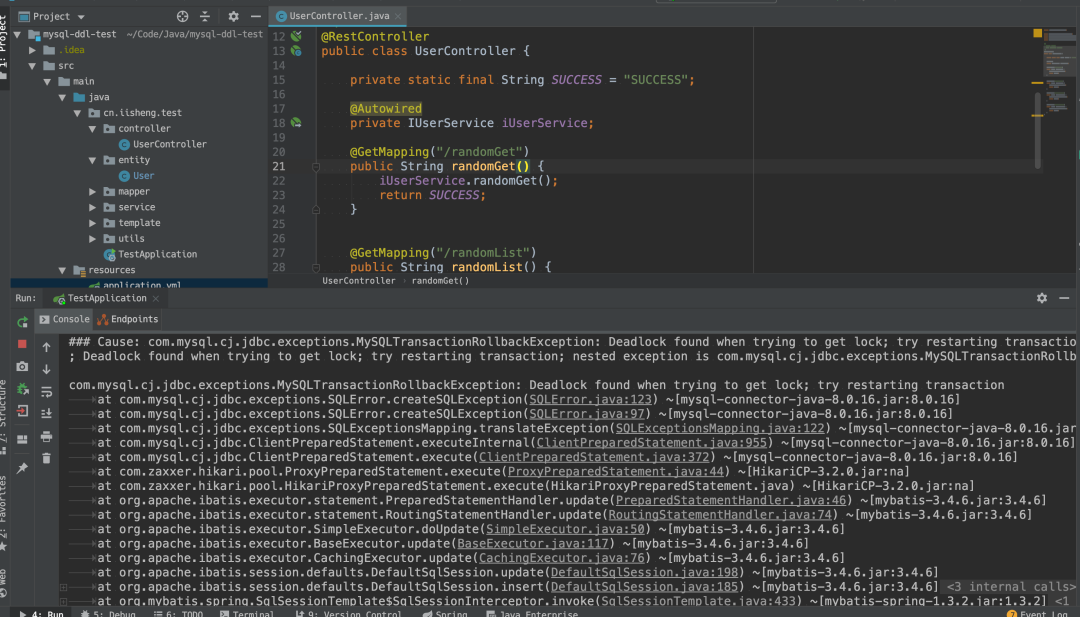 Project
UserController.java
1: Project
mysql-ddl-test ~/Code/Java/mysql-ddl-test
.idea
src
main
java
cn.iisheng.test
controller
UserController
entity
User
mapper
service
template
utils
TestApplication
resources
application.yml
12 @RestController
13 public class UserController {
14
15 private static final String SUCCESS = "SUCCESS";
16
17 @Autowired
18 private IUserService iUserService;
19
20 @GetMapping("/randomGet")
21 public String randomGet() {
22 iUserService.randomGet();
23 return SUCCESS;
24 }
25
26
27 @GetMapping("/randomList")
28 public String randomList() {
UserController › randomGet()
Run: TestApplication
Console Endpoints
### Cause: com.mysql.cj.jdbc.exceptions.MySQLTransactionRollbackException: Deadlock found when trying to get lock; try restarting transactio
; Deadlock found when trying to get lock; try restarting transaction; nested exception is com.mysql.cj.jdbc.exceptions.MySQLTransactionRollb
com.mysql.cj.jdbc.exceptions.MySQLTransactionRollbackException: Deadlock found when trying to get lock; try restarting transaction
at com.mysql.cj.jdbc.exceptions.SQLError.createSQLException(SQLError.java:123) ~[mysql-connector-java-8.0.16.jar:8.0.16]
at com.mysql.cj.jdbc.exceptions.SQLError.createSQLException(SQLError.java:97) ~[mysql-connector-java-8.0.16.jar:8.0.16]
at com.mysql.cj.jdbc.exceptions.SQLExceptionsMapping.translateException(SQLExceptionsMapping.java:122) ~[mysql-connector-java-8.0.16.jar
at com.mysql.cj.jdbc.ClientPreparedStatement.executeInternal(ClientPreparedStatement.java:955) ~[mysql-connector-java-8.0.16.jar:8.0.16]
at com.mysql.cj.jdbc.ClientPreparedStatement.execute(ClientPreparedStatement.java:372) ~[mysql-connector-java-8.0.16.jar:8.0.16]
at com.zaxxer.hikari.pool.ProxyPreparedStatement.execute(ProxyPreparedStatement.java:44) ~[HikariCP-3.2.0.jar:na]
at com.zaxxer.hikari.pool.HikariProxyPreparedStatement.execute(HikariProxyPreparedStatement.java) ~[HikariCP-3.2.0.jar:na]
at org.apache.ibatis.executor.statement.PreparedStatementHandler.update(PreparedStatementHandler.java:46) ~[mybatis-3.4.6.jar:3.4.6]
at org.apache.ibatis.executor.statement.RoutingStatementHandler.update(RoutingStatementHandler.java:74) ~[mybatis-3.4.6.jar:3.4.6]
at org.apache.ibatis.executor.SimpleExecutor.doUpdate(SimpleExecutor.java:50) ~[mybatis-3.4.6.jar:3.4.6]
at org.apache.ibatis.executor.BaseExecutor.update(BaseExecutor.java:117) ~[mybatis-3.4.6.jar:3.4.6]
at org.apache.ibatis.executor.CachingExecutor.update(CachingExecutor.java:76) ~[mybatis-3.4.6.jar:3.4.6]
at org.apache.ibatis.session.defaults.DefaultSqlSession.update(DefaultSqlSession.java:198) ~[mybatis-3.4.6.jar:3.4.6]
at org.apache.ibatis.session.defaults.DefaultSqlSession.insert(DefaultSqlSession.java:185) ~[mybatis-3.4.6.jar:3.4.6] <3 internal calls>
at org.mybatis.spring.SqlSessionTemplate$SqlSessionInterceptor.invoke(SqlSessionTemplate.java:433) ~[mybatis-spring-1.3.2.jar:1.3.2] <1
7: Structure
2: Favorites
Web
4: Run 5: Debug 6: TODO Terminal 9: Version Control Spring Java Enterprise Event Log